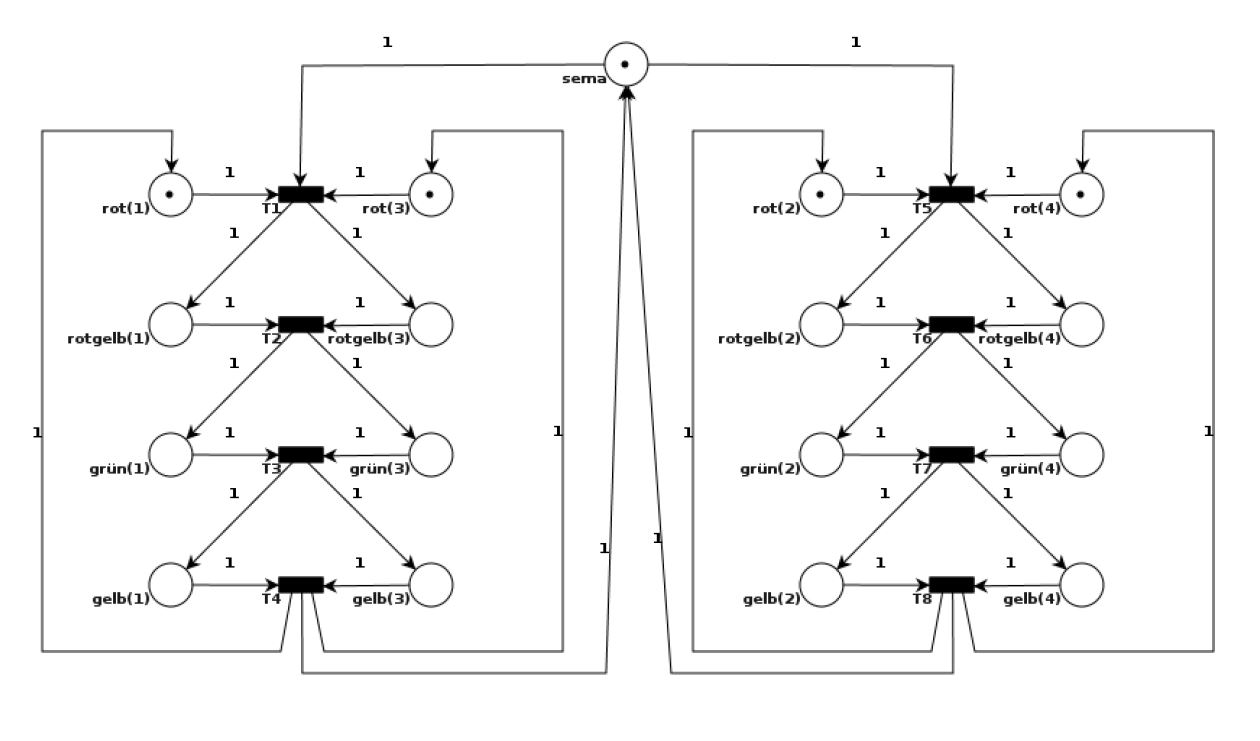 1 1
sema
1 1 1 1
rot(1) T1 rot(3) rot(2) T5 rot(4)
1 1 1 1
1 1 1 1
rotgelb(1) T2 rotgelb(3) rotgelb(2) T6 rotgelb(4)
1 1 1 1
1 1 1 1 1 1 1 1
grün(1) T3 grün(3) grün(2) T7 grün(4)
1 1 1 1
1 1
1 1 1 1
gelb(1) T4 gelb(3) gelb(2) T8 gelb(4)